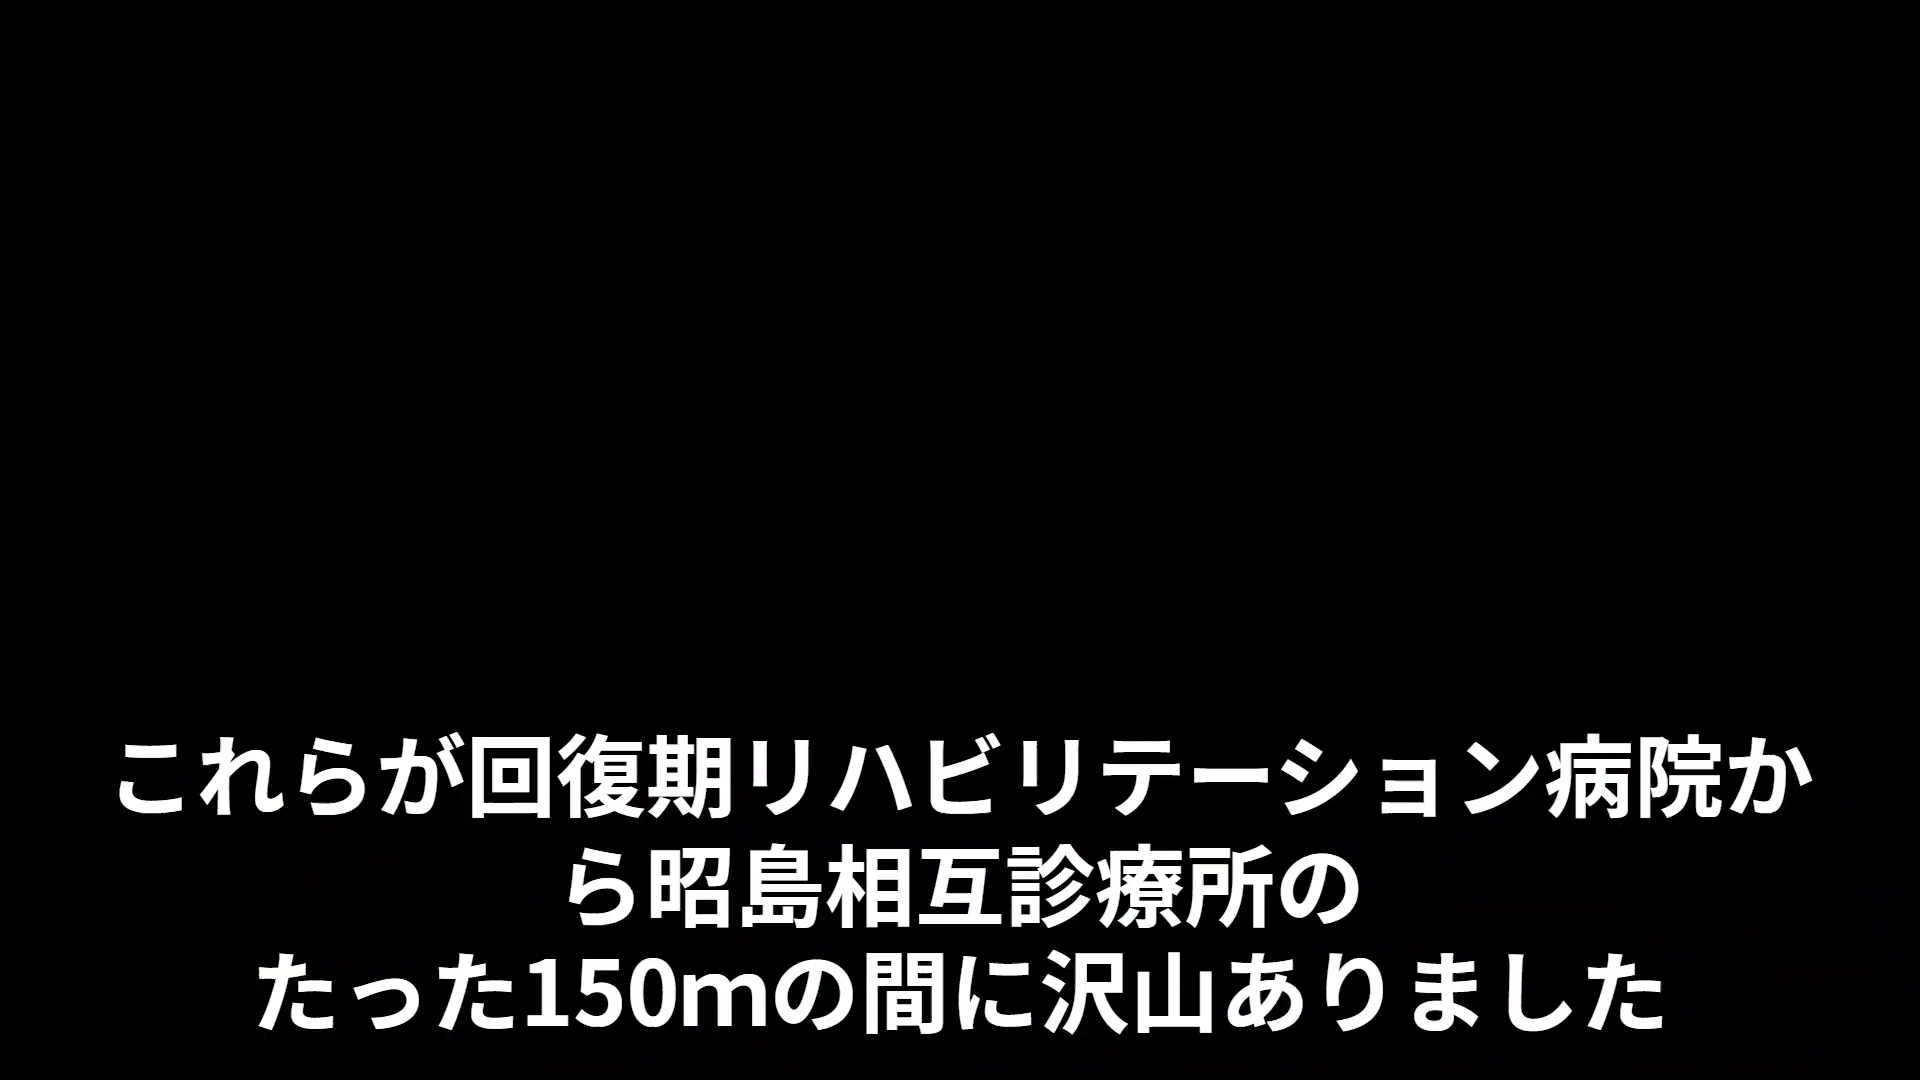 これらが回復期リハビリテーション病院か
ら昭島相互診療所の
たった150mの間に沢山ありました